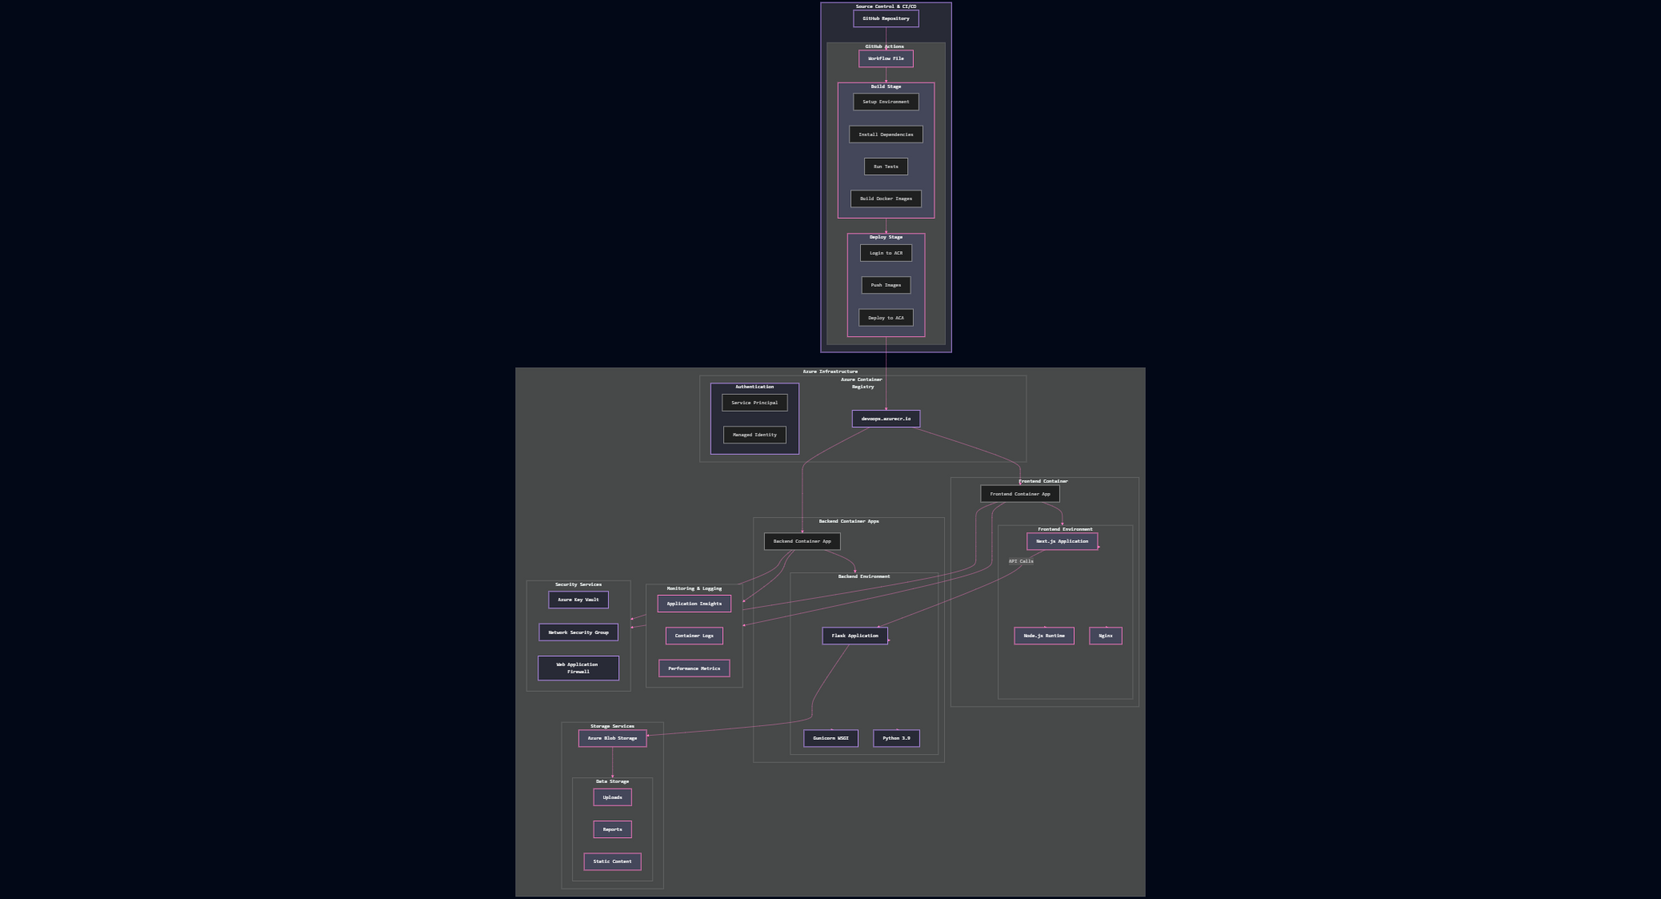 Source Control & CI/CD
GitHub Repository
GitHub Actions
Workflow File
Build Stage
Setup Environment
Install Dependencies
Run Tests
Build Docker Images
Deploy Stage
Login to ACR
Push Images
Deploy to ACA
Azure Infrastructure
Azure Container
Registry
Authentication
Service Principal
Managed Identity
Frontend Container
Frontend Container App
Frontend Environment
Next.js Application
API Calls
Node.js Runtime
Nginx
Backend Container Apps
Backend Container App
Backend Environment
Flask Application
Gunicorn WSGI
Python 3.9
Security Services
Azure Key Vault
Network Security Group
Web Application
Firewall
Monitoring & Logging
Application Insights
Container Logs
Performance Metrics
Storage Services
Azure Blob Storage
Data Storage
Uploads
Reports
Static Content